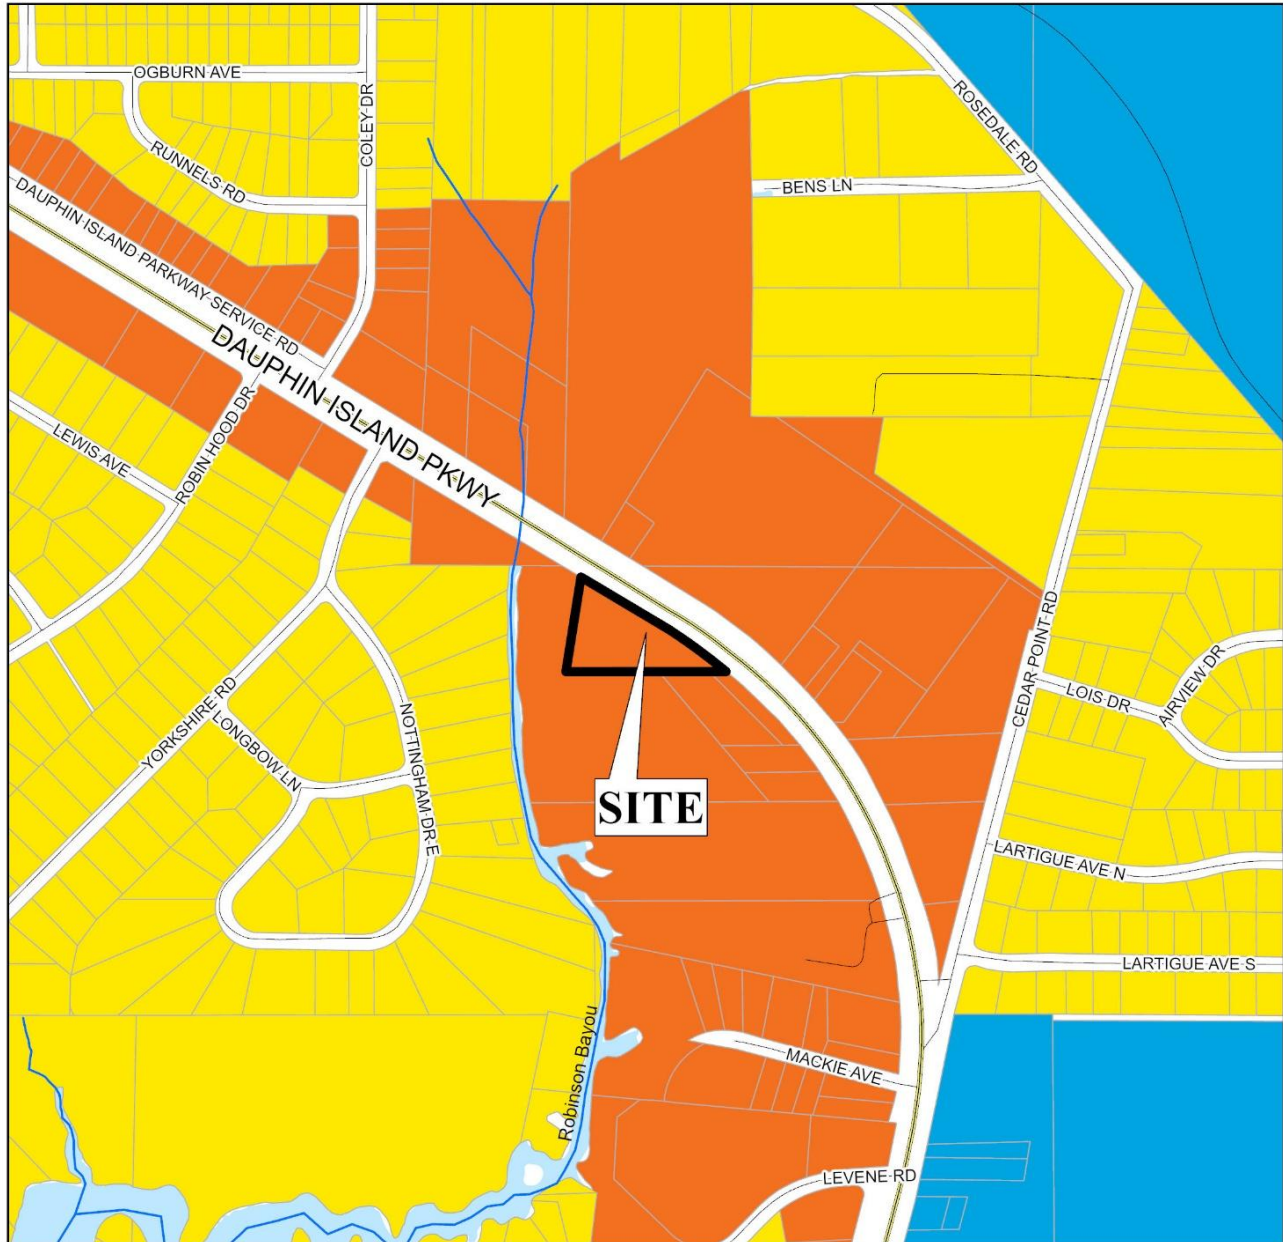 OGBURN AVE
COLEY DR
RUNNELS RD
ROSEDALE RD
BENS LN
DAUPHIN ISLAND PARKWAY SERVICE RD
DAUPHIN ISLAND PKWY
ROBIN HOOD DR
LEWIS AVE
YORKSHIRE RD
LONGBOW LN
NOTTINGHAM DR E
CEDAR POINT RD
LOIS DR
AIRVIEW DR
SITE
LARTIGUE AVE N
LARTIGUE AVE S
Robinson Bayou
MACKIE AVE
LEVENE RD